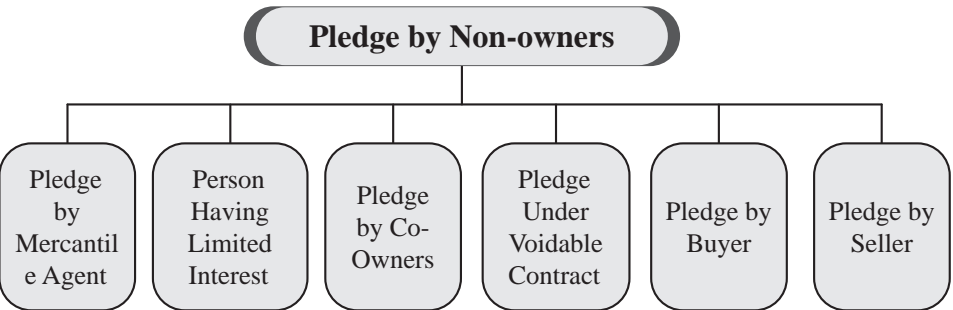 Pledge by Non-owners
Pledge
by
Mercantil
e Agent
Person
Having
Limited
Interest
Pledge
by Co-
Owners
Pledge
Under
Voidable
Contract
Pledge by
Buyer
Pledge by
Seller